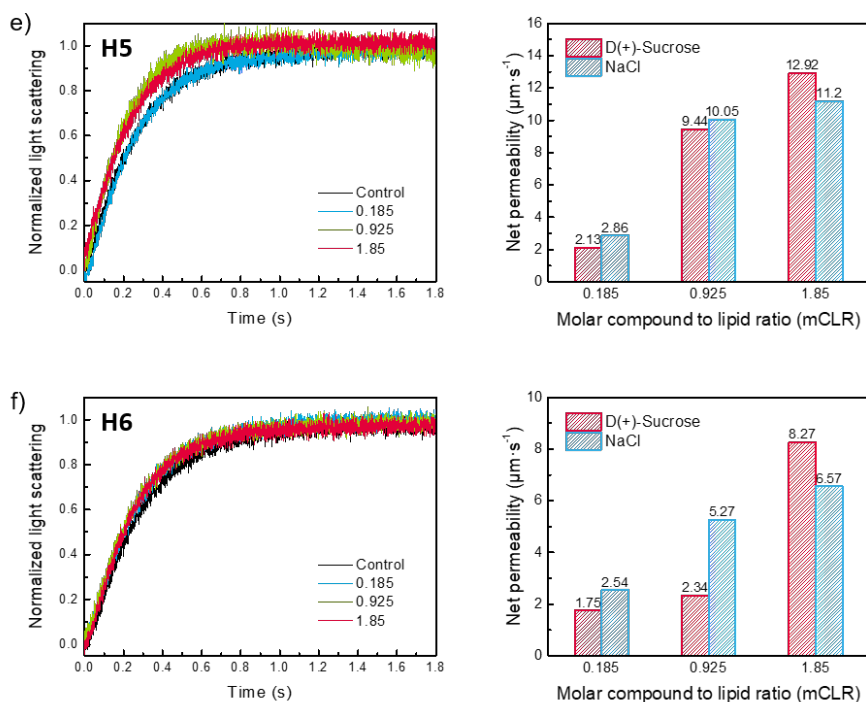 e)
H5
Normalized light scattering
1.0
0.8
0.6
0.4
0.2
0.0
Control
0.185
0.925
1.85
0.0 0.2 0.4 0.6 0.8 1.0 1.2 1.4 1.6 1.8
Time (s)
Net permeability (μm·s⁻¹)
16
14
12
10
8
6
4
2
0
D(+)-Sucrose
NaCl
2.13 2.86 9.44 10.05 12.92 11.2
0.185 0.925 1.85
Molar compound to lipid ratio (mCLR)
f)
H6
Normalized light scattering
1.0
0.8
0.6
0.4
0.2
0.0
Control
0.185
0.925
1.85
0.0 0.2 0.4 0.6 0.8 1.0 1.2 1.4 1.6 1.8
Time (s)
Net permeability (μm·s⁻¹)
10
8
6
4
2
0
D(+)-Sucrose
NaCl
1.75 2.54 2.34 5.27 8.27 6.57
0.185 0.925 1.85
Molar compound to lipid ratio (mCLR)